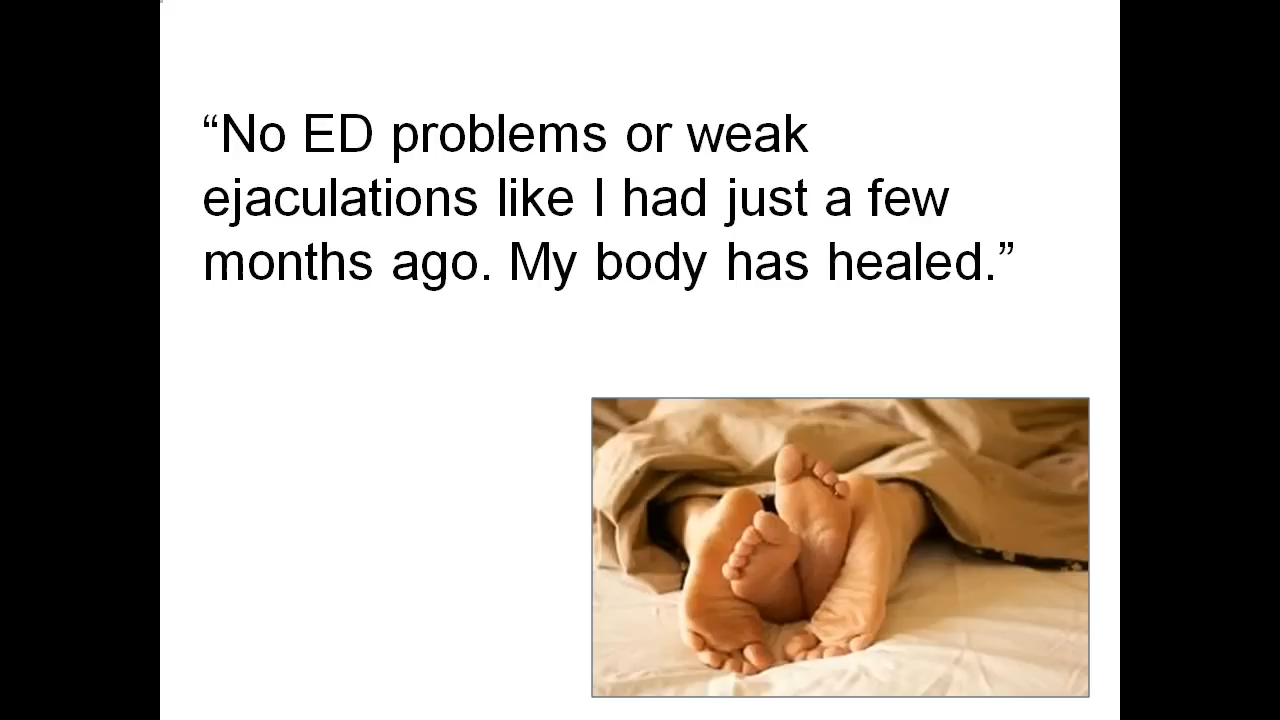 “No ED problems or weak
ejaculations like I had just a few
months ago. My body has healed.”